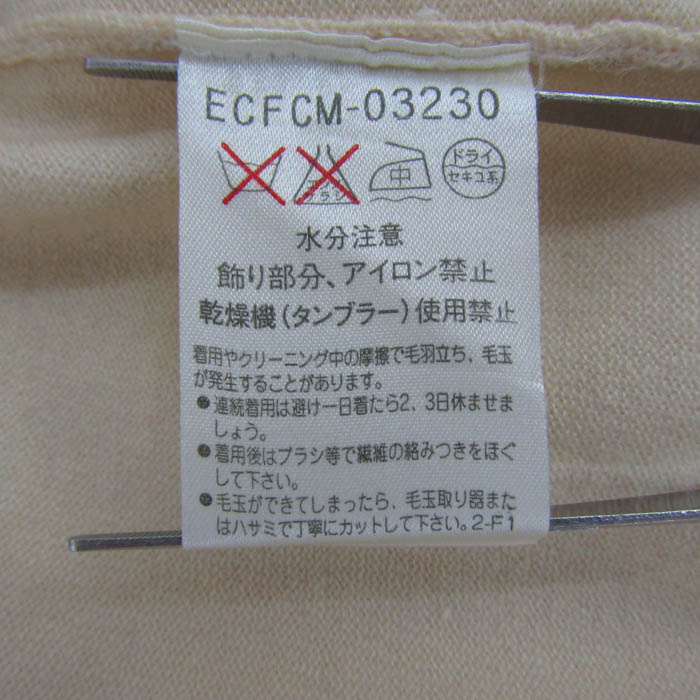 ECFCM-03230
ブラシ
中
ドライ
セキユ系
水分注意
飾り部分、アイロン禁止
乾燥機(タンブラー)使用禁止
着用やクリーニング中の摩擦で毛羽立ち、毛玉
が発生することがあります。
●連続着用は避け一日着たら2、3日休ませま
しょう。
●着用後はブラシ等で繊維の絡みつきをほぐ
して下さい。
●毛玉ができてしまったら、毛玉取り器また
はハサミで丁寧にカットして下さい。2-F1